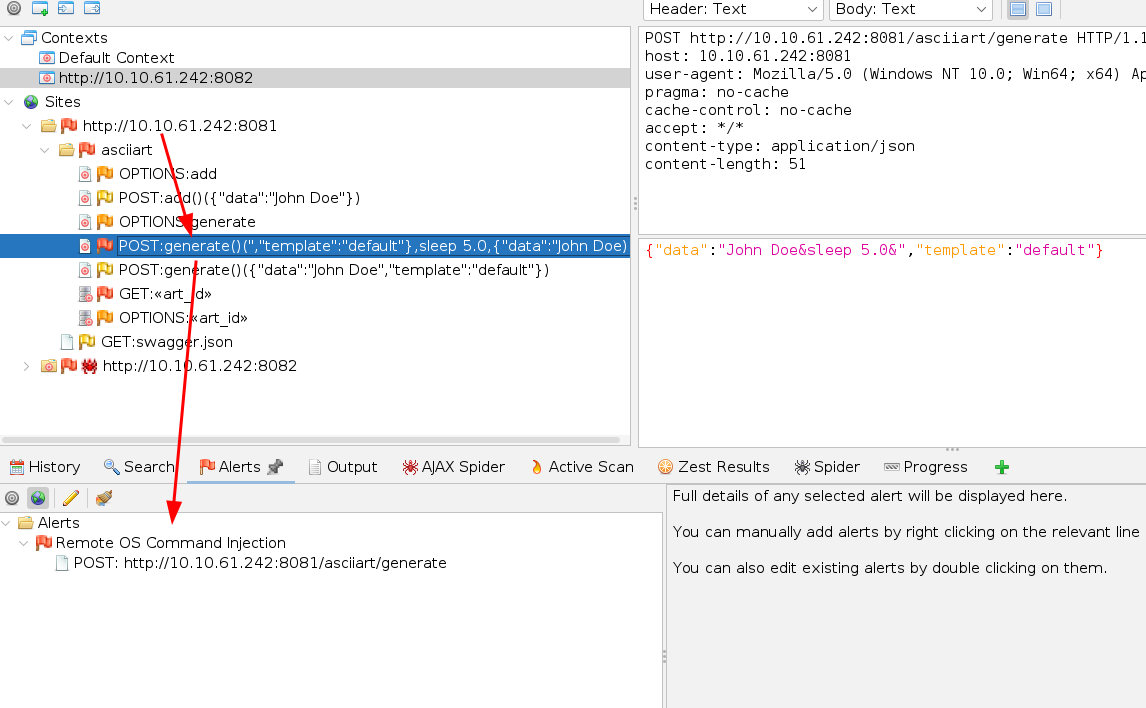 Header: Text
Body: Text
Contexts
Default Context
http://10.10.61.242:8082
Sites
http://10.10.61.242:8081
asciiart
OPTIONS:add
POST:add()({"data":"John Doe"})
OPTIONS:generate
POST:generate()(","template":"default"},sleep 5.0,{"data":"John Doe)
POST:generate()({"data":"John Doe","template":"default"})
GET:«art_id»
OPTIONS:«art_id»
GET:swagger.json
http://10.10.61.242:8082
POST http://10.10.61.242:8081/asciiart/generate HTTP/1.1
host: 10.10.61.242:8081
user-agent: Mozilla/5.0 (Windows NT 10.0; Win64; x64) Ap
pragma: no-cache
cache-control: no-cache
accept: */*
content-type: application/json
content-length: 51
{"data":"John Doe&sleep 5.0&","template":"default"}
History
Search
Alerts
Output
AJAX Spider
Active Scan
Zest Results
Spider
Progress
Alerts
Remote OS Command Injection
POST: http://10.10.61.242:8081/asciiart/generate
Full details of any selected alert will be displayed here.
You can manually add alerts by right clicking on the relevant line
You can also edit existing alerts by double clicking on them.